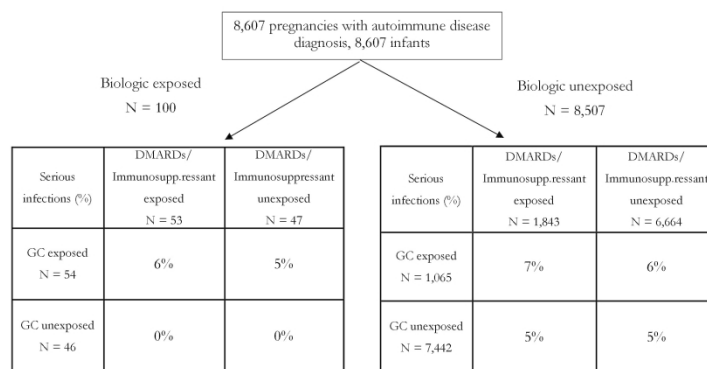 8,607 pregnancies with autoimmune disease
diagnosis, 8,607 infants
Biologic exposed
N = 100
Biologic unexposed
N = 8,507
Serious
infections (%)
DMARDs/
Immunosupp.ressant
exposed
N = 53
DMARDs/
Immunosuppressant
unexposed
N = 47
GC exposed
N = 54
6%
5%
GC unexposed
N = 46
0%
0%
Serious
infections (%)
DMARDs/
Immunosupp.ressant
exposed
N = 1,843
DMARDs/
Immunosupp.ressant
unexposed
N = 6,664
GC exposed
N = 1,065
7%
6%
GC unexposed
N = 7,442
5%
5%